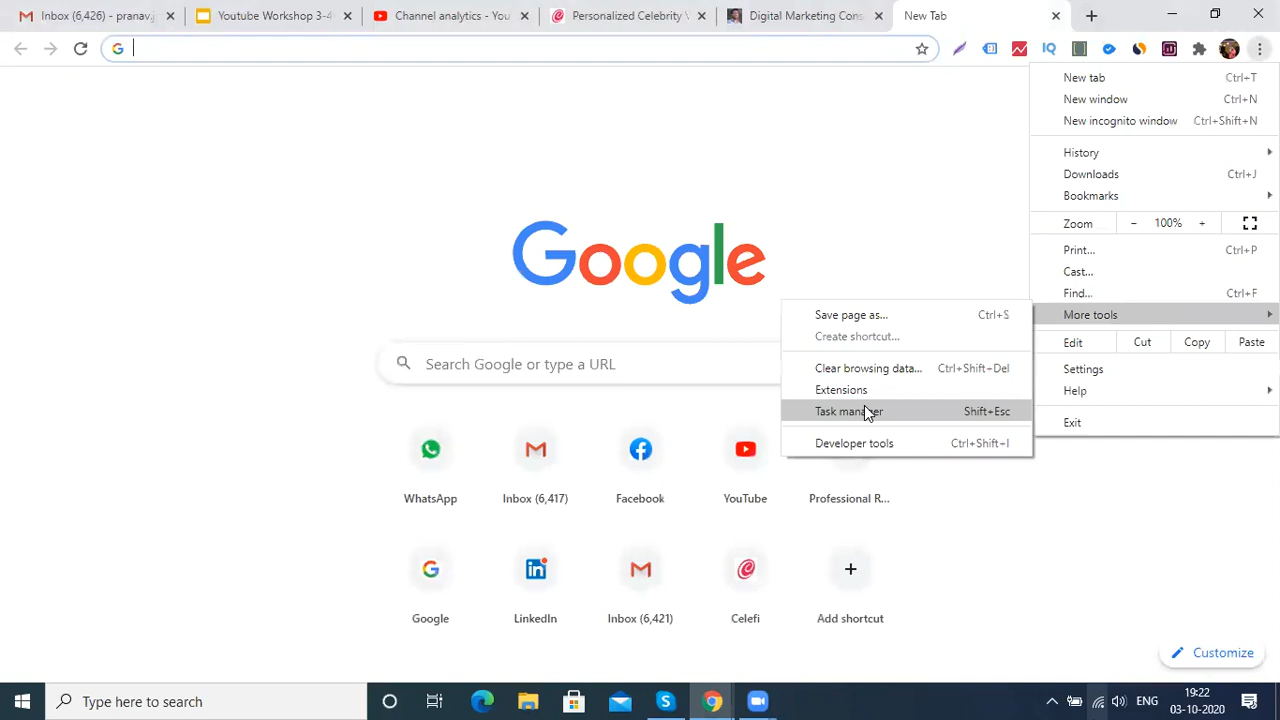 Inbox (6,426) - pranav.
Youtube Workshop 3-4
Channel analytics - You
Personalized Celebrity V
Digital Marketing Cons
New Tab
IQ
New tab Ctrl+T
New window Ctrl+N
New incognito window Ctrl+Shift+N
History
Downloads Ctrl+J
Bookmarks
Zoom - 100% +
Print... Ctrl+P
Cast...
Find... Ctrl+F
More tools
Edit Cut Copy Paste
Settings
Help
Exit
Save page as... Ctrl+S
Create shortcut...
Clear browsing data... Ctrl+Shift+Del
Extensions
Task manager Shift+Esc
Developer tools Ctrl+Shift+I
Google
Search Google or type a URL
WhatsApp
Inbox (6,417)
Facebook
YouTube
Professional R...
Google
LinkedIn
Inbox (6,421)
Celefi
Add shortcut
Customize
Type here to search
ENG
19:22
03-10-2020